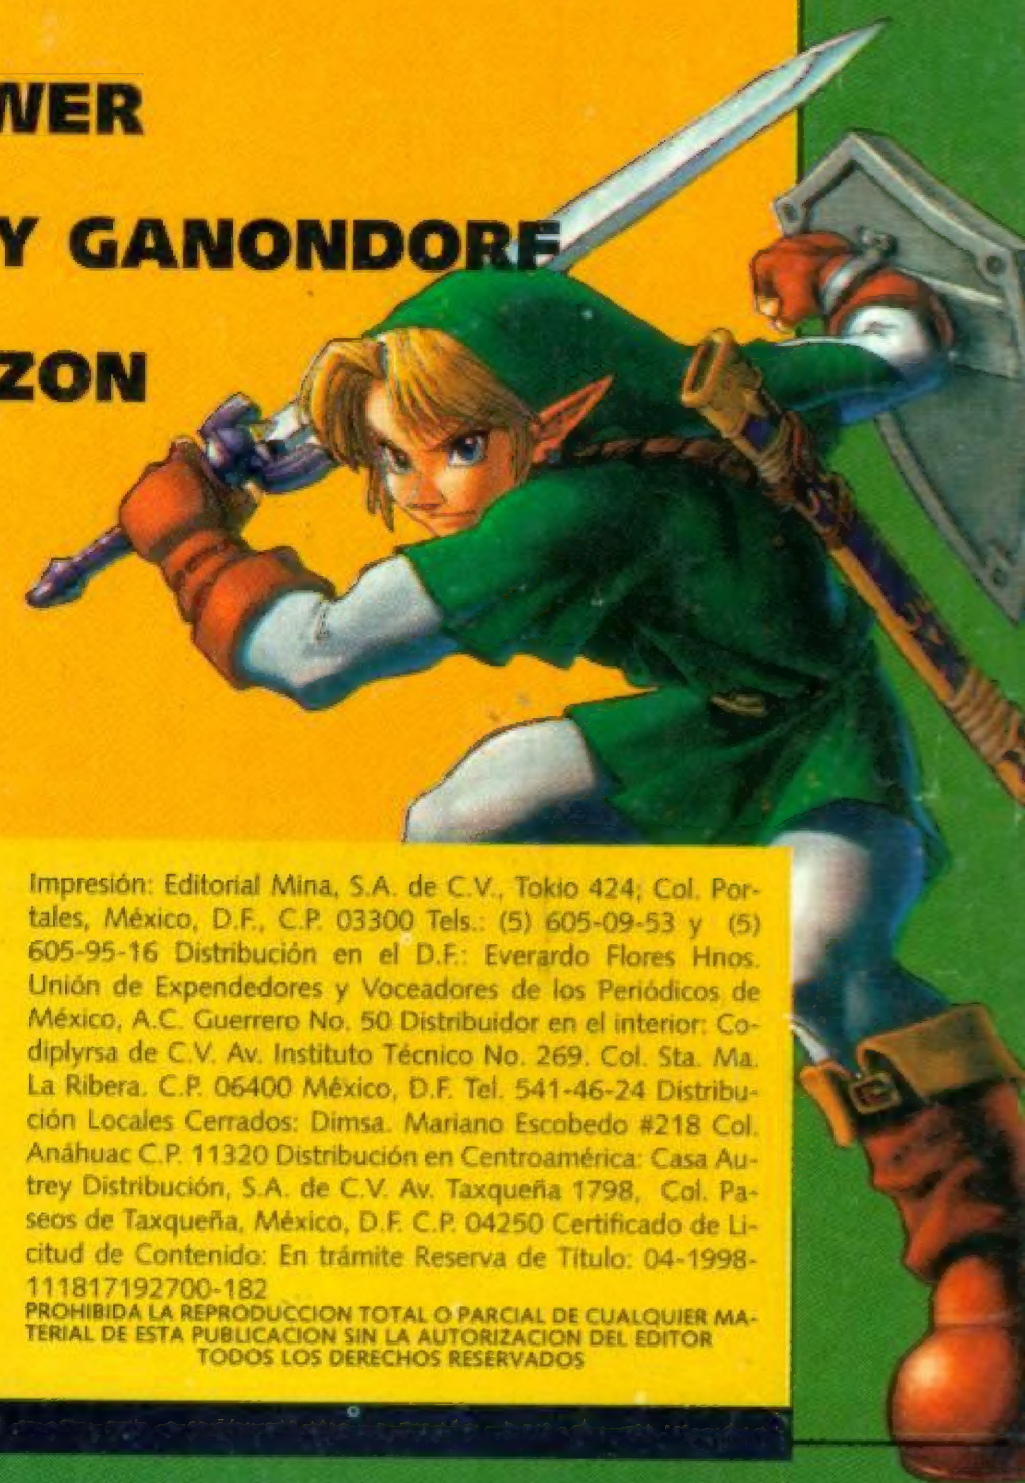 WER
Y GANONDORF
ZON
Impresión: Editorial Mina, S.A. de C.V., Tokio 424; Col. Por-
tales, México, D.F., C.P. 03300 Tels.: (5) 605-09-53 y (5)
605-95-16 Distribución en el D.F.: Everardo Flores Hnos.
Unión de Expendedores y Voceadores de los Periódicos de
México, A.C. Guerrero No. 50 Distribuidor en el interior: Co-
diplyrsa de C.V. Av. Instituto Técnico No. 269. Col. Sta. Ma.
La Ribera. C.P. 06400 México, D.F. Tel. 541-46-24 Distribu-
ción Locales Cerrados: Dimsa. Mariano Escobedo #218 Col.
Anáhuac C.P. 11320 Distribución en Centroamérica: Casa Au-
trey Distribución, S.A. de C.V. Av. Taxqueña 1798, Col. Pa-
seos de Taxqueña, México, D.F. C.P. 04250 Certificado de Li-
citud de Contenido: En trámite Reserva de Título: 04-1998-
111817192700-182
PROHIBIDA LA REPRODUCCION TOTAL O PARCIAL DE CUALQUIER MA-
TERIAL DE ESTA PUBLICACION SIN LA AUTORIZACION DEL EDITOR
TODOS LOS DERECHOS RESERVADOS